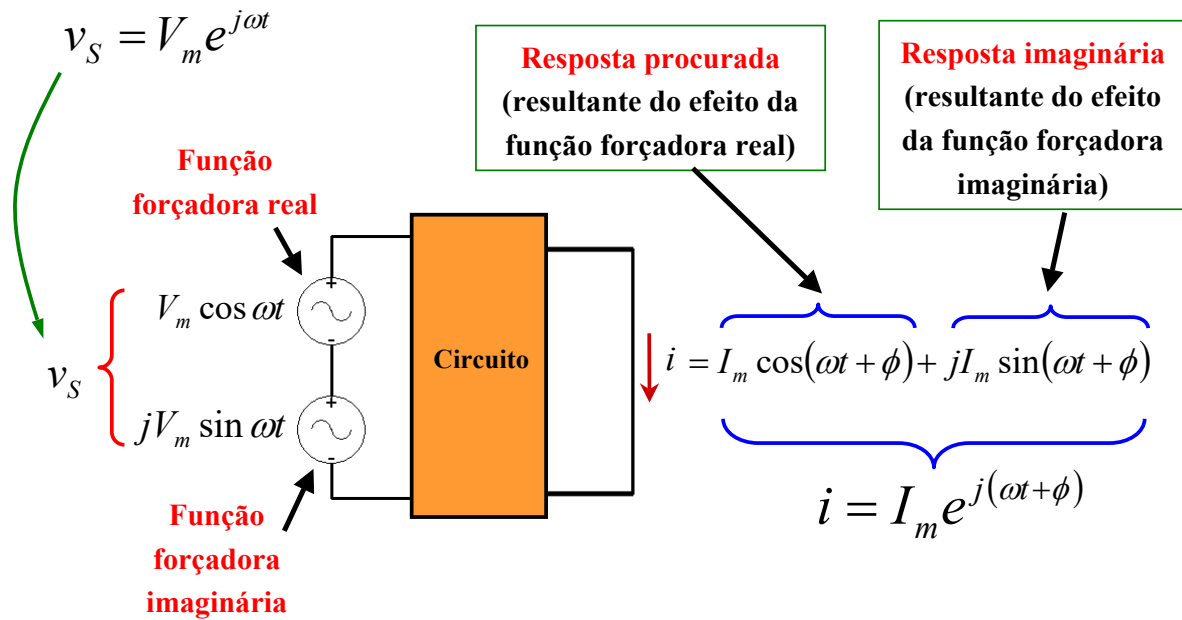 v_S = V_m e^{jωt}
Resposta procurada
(resultante do efeito da
função forçadora real)
Resposta imaginária
(resultante do efeito
da função forçadora
imaginária)
Função
forçadora real
V_m cos ωt
v_S
jV_m sin ωt
+
-
+
-
Circuito
i = I_m cos(ωt + ϕ) + jI_m sin(ωt + ϕ)
i = I_m e^{j(ωt+ϕ)}
Função
forçadora
imaginária